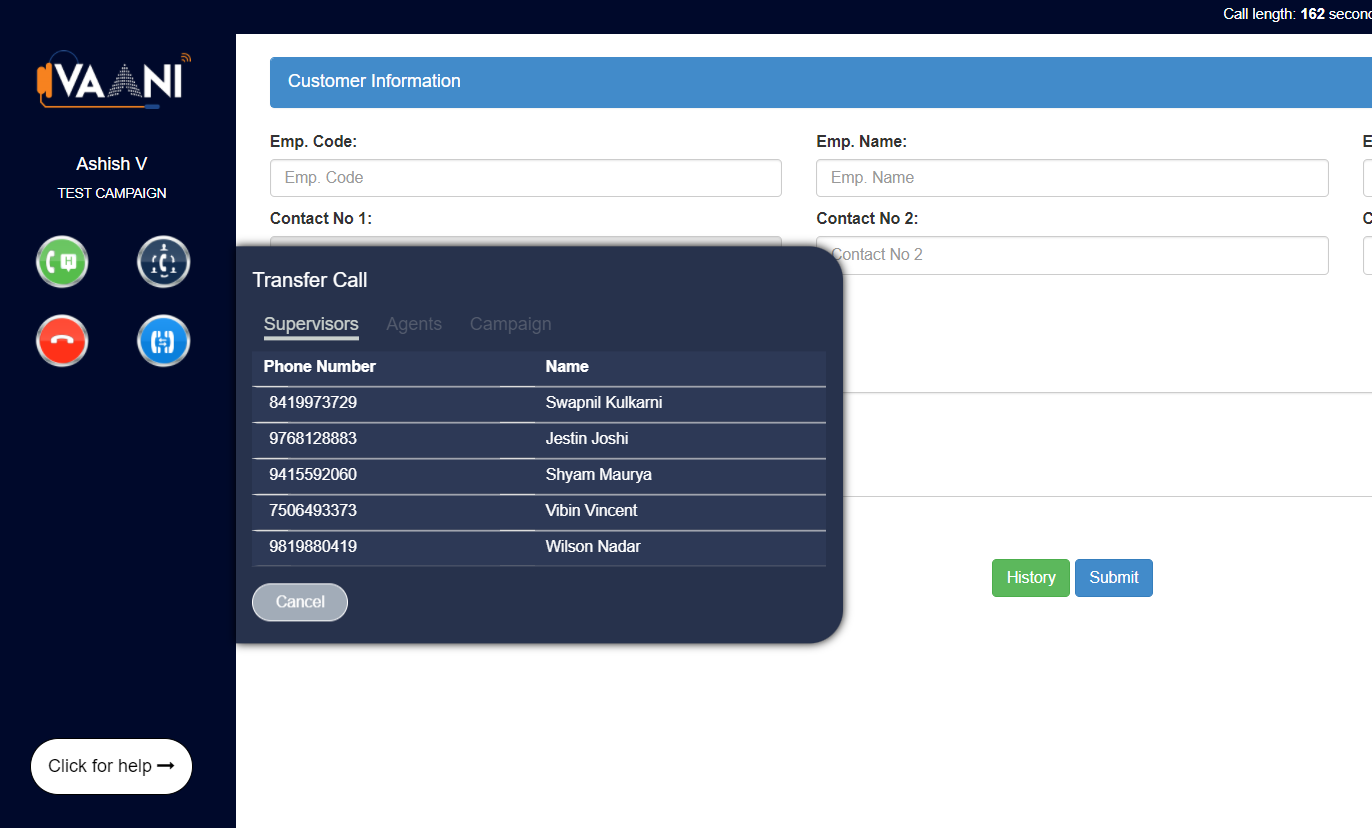 Call length: 162 secon
VAANI
Ashish V
TEST CAMPAIGN
H
Click for help
Customer Information
Emp. Code:
Emp. Name:
E
Emp. Code
Emp. Name
Contact No 1:
Contact No 2:
C
Contact No 2
Transfer Call
Supervisors Agents Campaign
Phone Number Name
8419973729 Swapnil Kulkarni
9768128883 Jestin Joshi
9415592060 Shyam Maurya
7506493373 Vibin Vincent
9819880419 Wilson Nadar
Cancel
History Submit